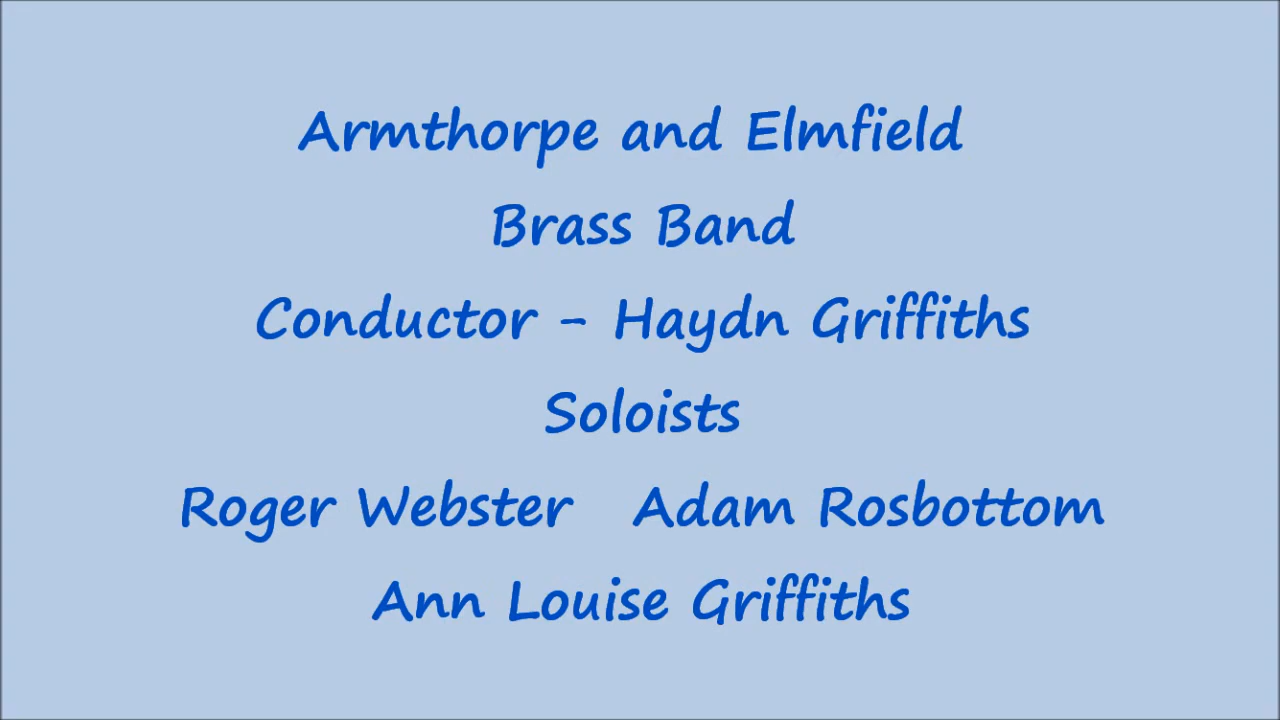 Armthorpe and Elmfield
Brass Band
Conductor - Haydn Griffiths
Soloists
Roger Webster Adam Rosbottom
Ann Louise Griffiths